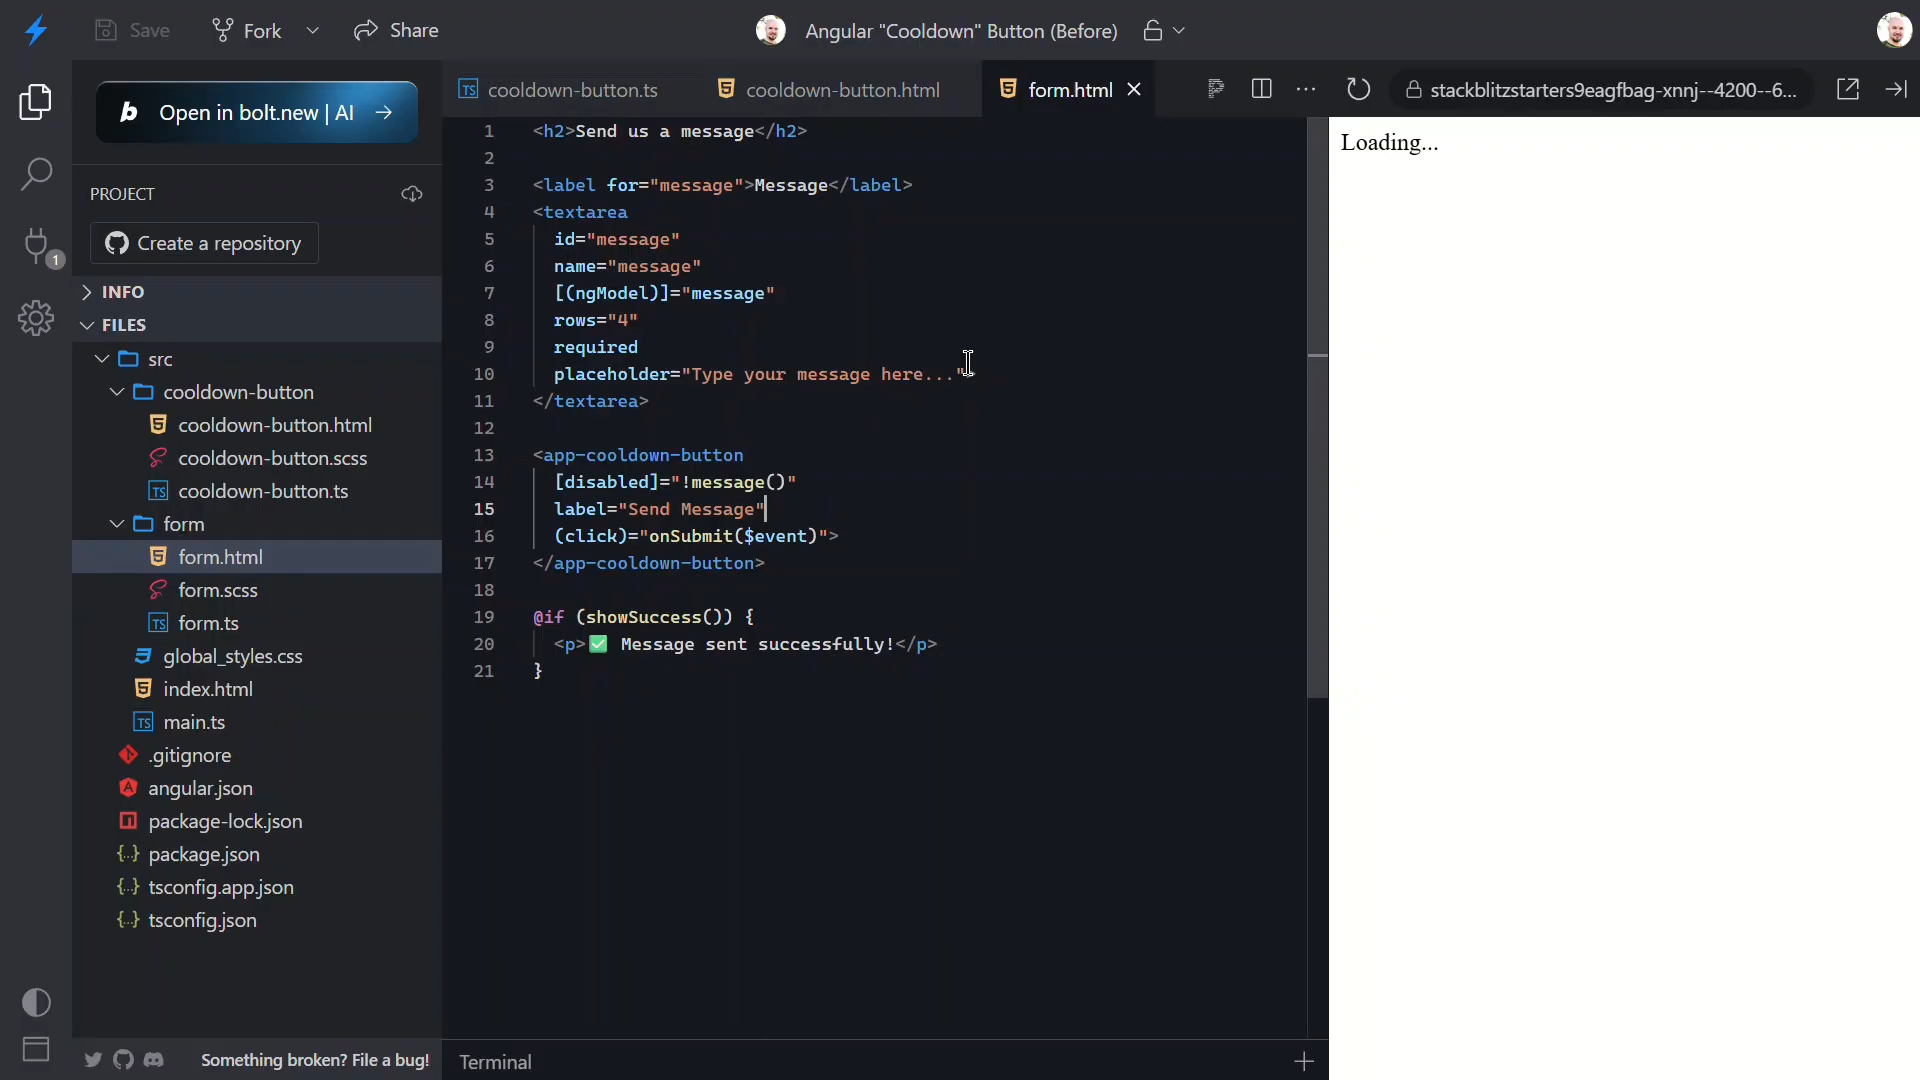 Save
Fork
Share
Angular "Cooldown" Button (Before)
Open in bolt.new | AI
PROJECT
Create a repository
1
INFO
FILES
src
cooldown-button
cooldown-button.html
cooldown-button.scss
TS cooldown-button.ts
form
form.html
form.scss
TS form.ts
global_styles.css
index.html
TS main.ts
.gitignore
angular.json
package-lock.json
{..} package.json
{..} tsconfig.app.json
{..} tsconfig.json
Something broken? File a bug!
TS cooldown-button.ts
cooldown-button.html
form.html
stackblitzstarters9eagfbag-xnnj--4200--6...
1 <h2>Send us a message</h2>
2
3 <label for="message">Message</label>
4 <textarea
5 id="message"
6 name="message"
7 [(ngModel)]="message"
8 rows="4"
9 required
10 placeholder="Type your message here...">
11 </textarea>
12
13 <app-cooldown-button
14 [disabled]="!message()"
15 label="Send Message"
16 (click)="onSubmit($event)">
17 </app-cooldown-button>
18
19 @if (showSuccess()) {
20 <p>✅ Message sent successfully!</p>
21 }
Terminal
Loading...